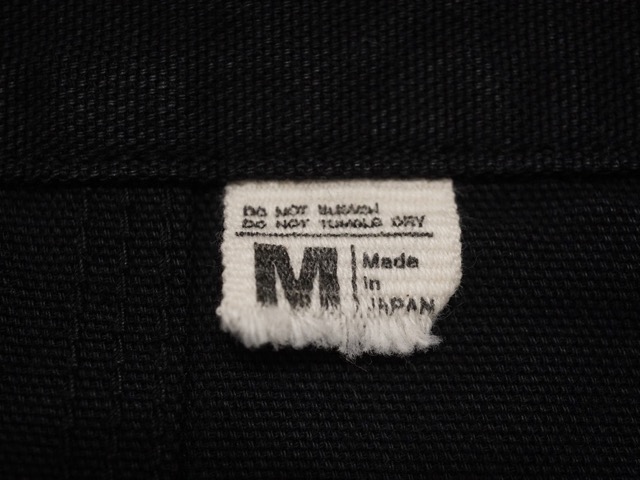 DO NOT BLEACH
DO NOT TUMBLE DRY
M
Made
in
JAPAN